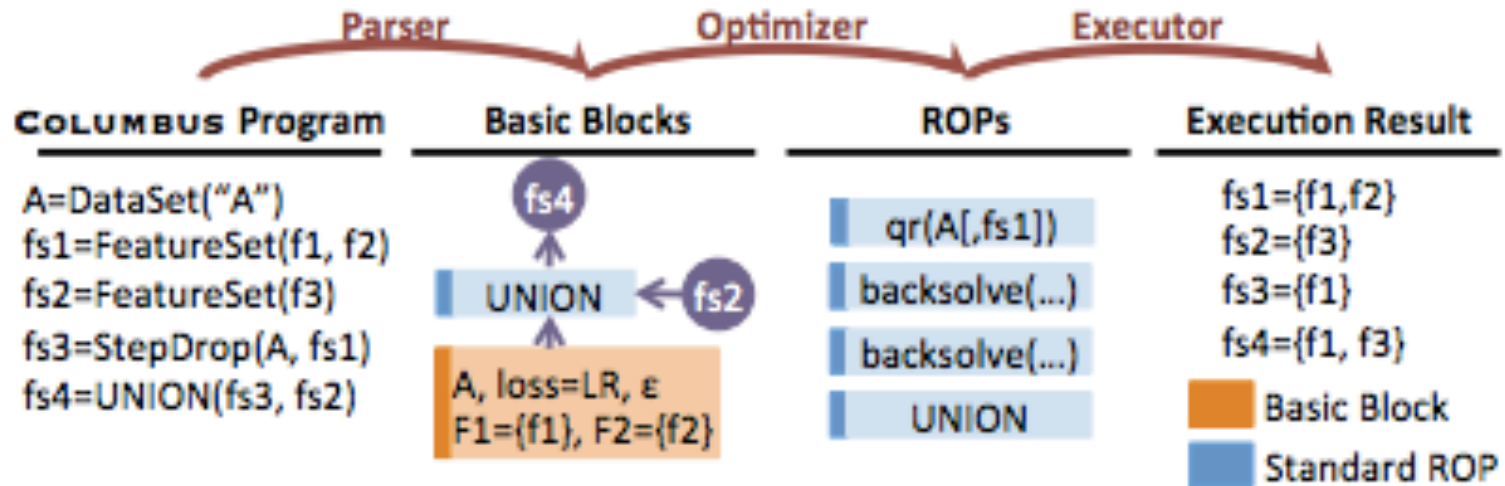 Parser Optimizer Executor
COLUMBUS Program
A=DataSet(“A”)
fs1=FeatureSet(f1, f2)
fs2=FeatureSet(f3)
fs3=StepDrop(A, fs1)
fs4=UNION(fs3, fs2)
Basic Blocks
fs4
UNION
fs2
A, loss=LR, ε
F1={f1}, F2={f2}
ROPs
qr(A[,fs1])
backsolve(...)
backsolve(...)
UNION
Execution Result
fs1={f1,f2}
fs2={f3}
fs3={f1}
fs4={f1, f3}
Basic Block
Standard ROP